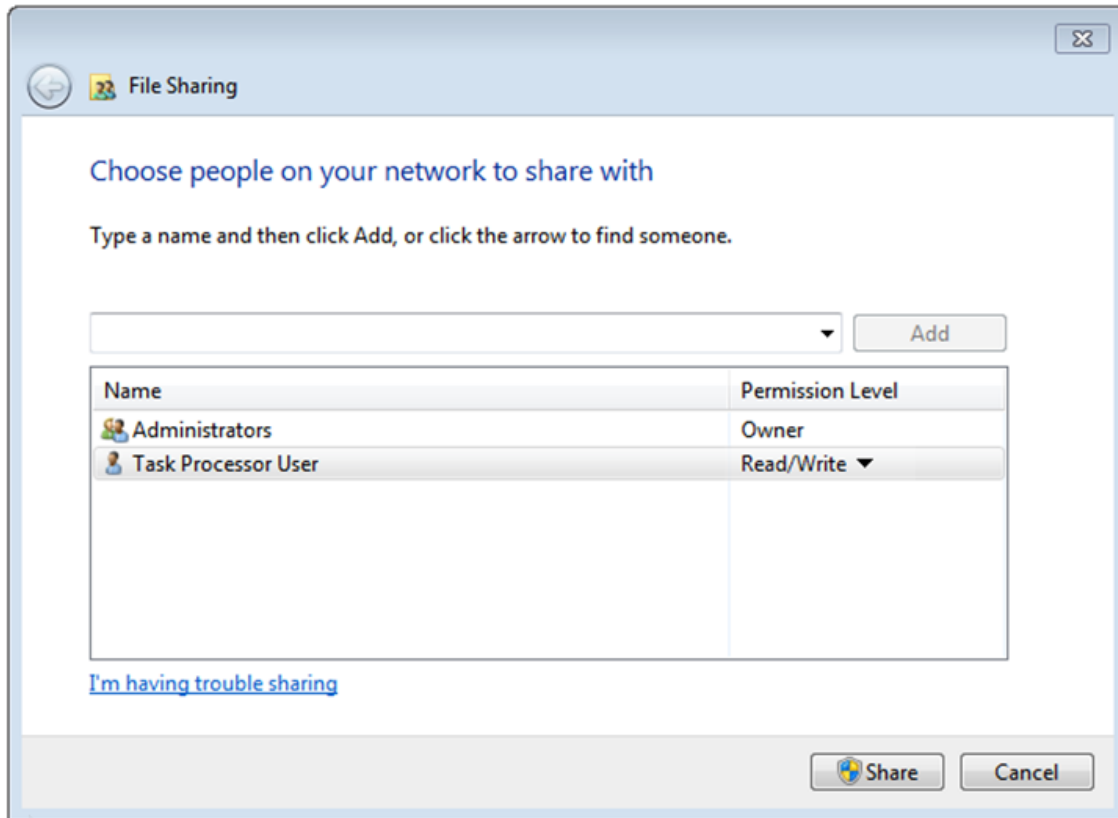 File Sharing
Choose people on your network to share with
Type a name and then click Add, or click the arrow to find someone.
Add
Name Permission Level
Administrators Owner
Task Processor User Read/Write
I'm having trouble sharing
Share Cancel